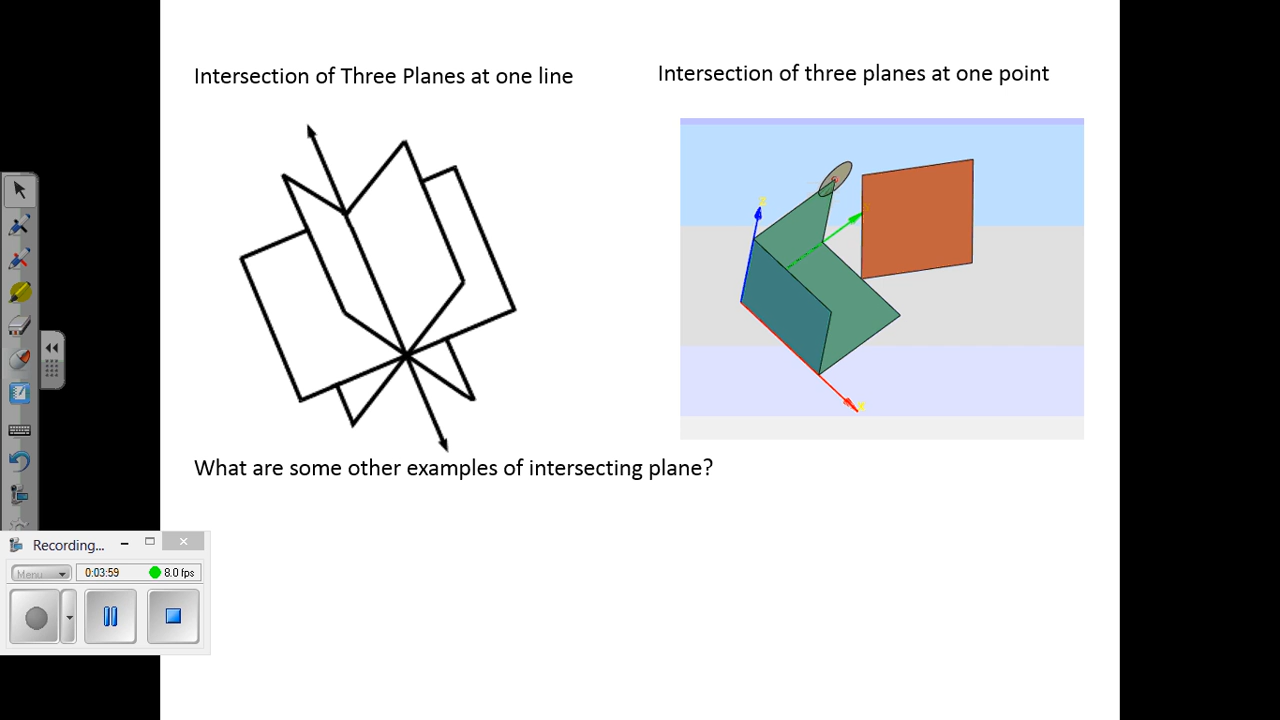 Intersection of Three Planes at one line
Intersection of three planes at one point
What are some other examples of intersecting plane?
Recording...
Menu
0:03:59
8.0 fps